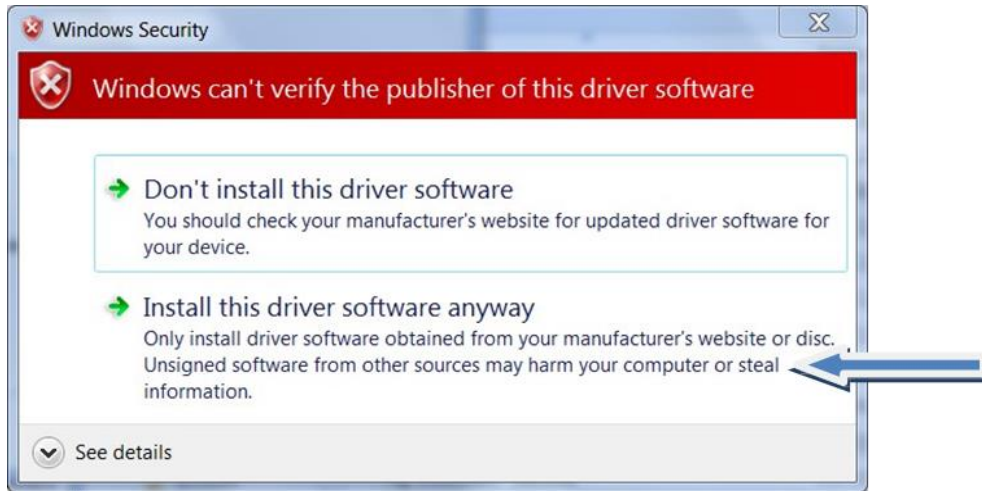 Windows Security
Windows can't verify the publisher of this driver software
Don't install this driver software
You should check your manufacturer's website for updated driver software for
your device.
Install this driver software anyway
Only install driver software obtained from your manufacturer's website or disc.
Unsigned software from other sources may harm your computer or steal
information.
See details